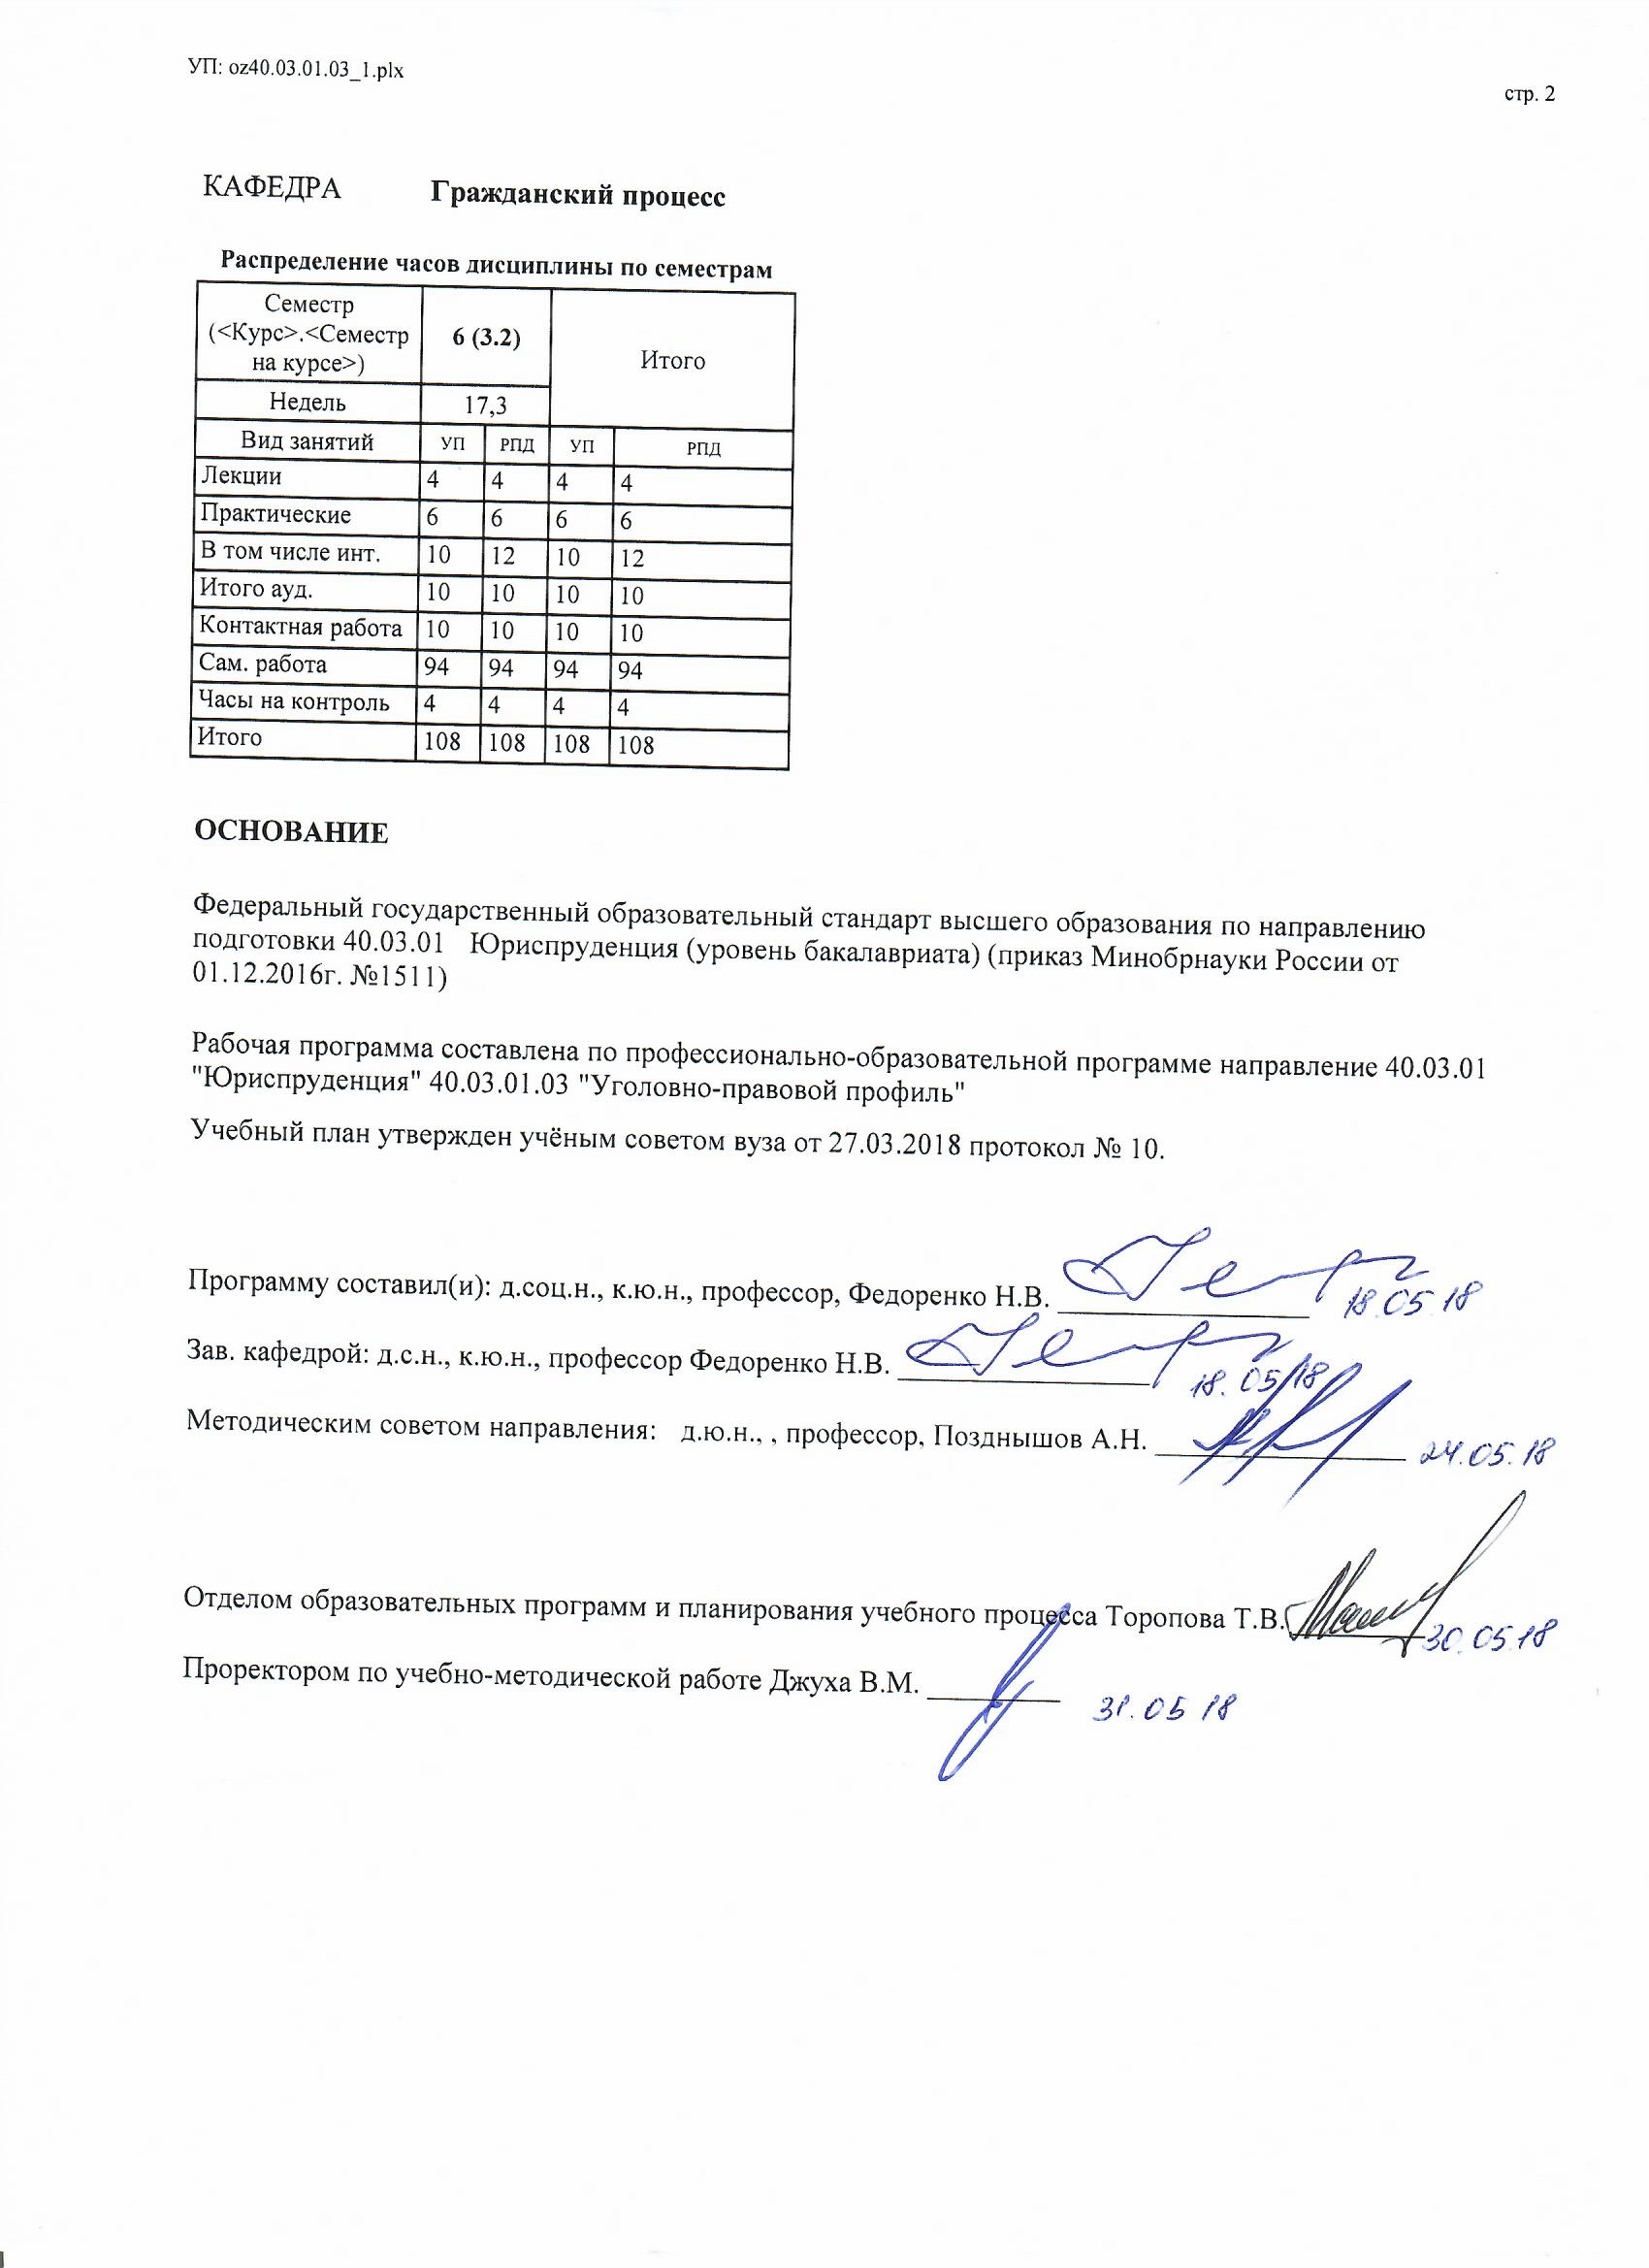 УП: oz40.03.01.03_1.plx
стр. 2
КАФЕДРА Гражданский процесс
Распределение часов дисциплины по семестрам
Семестр
(<Курс>.<Семестр
на курсе>)
6 (3.2)
Итого
Недель 17,3
Вид занятий УП РПД УП РПД
Лекции 4 4 4 4
Практические 6 6 6 6
В том числе инт. 10 12 10 12
Итого ауд. 10 10 10 10
Контактная работа 10 10 10 10
Сам. работа 94 94 94 94
Часы на контроль 4 4 4 4
Итого 108 108 108 108
ОСНОВАНИЕ
Федеральный государственный образовательный стандарт высшего образования по направлению
подготовки 40.03.01 Юриспруденция (уровень бакалавриата) (приказ Минобрнауки России от
01.12.2016г. №1511)
Рабочая программа составлена по профессионально-образовательной программе направление 40.03.01
"Юриспруденция" 40.03.01.03 "Уголовно-правовой профиль"
Учебный план утвержден учёным советом вуза от 27.03.2018 протокол № 10.
Программу составил(и): д.соц.н., к.ю.н., профессор, Федоренко Н.В. 18.05 18
Зав. кафедрой: д.с.н., к.ю.н., профессор Федоренко Н.В. 18.05/18
Методическим советом направления: д.ю.н., , профессор, Позднышов А.Н. 24.05.18
Отделом образовательных программ и планирования учебного процесса Торопова Т.В. 30.05.18
Проректором по учебно-методической работе Джуха В.М. 31.05 18